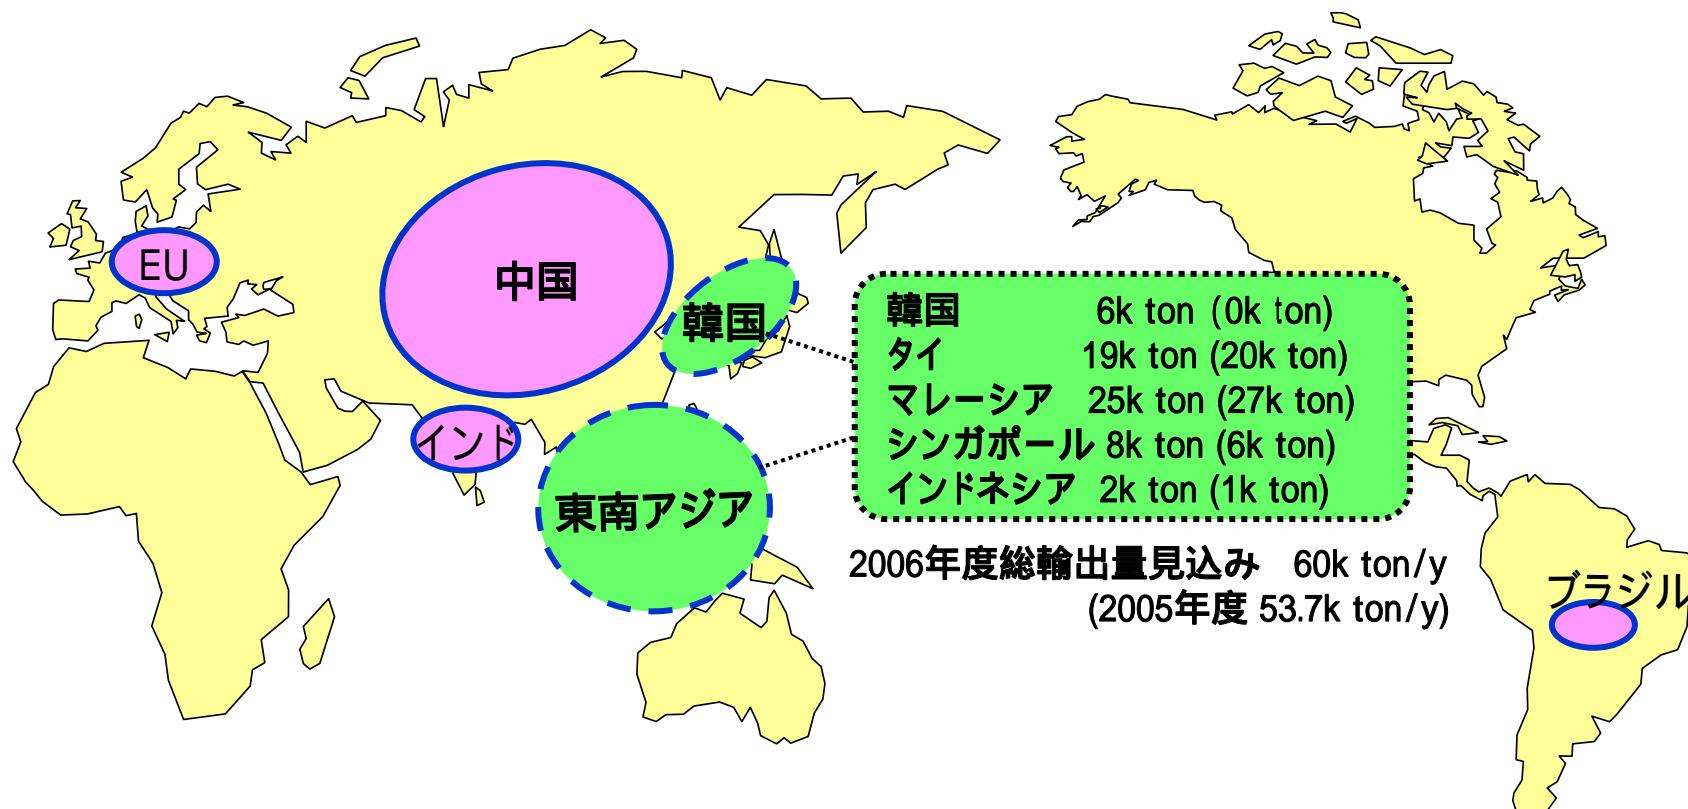 EU
中国
韓国
インド
東南アジア
韓国 6k ton (0k ton)
タイ 19k ton (20k ton)
マレーシア 25k ton (27k ton)
シンガポール 8k ton (6k ton)
インドネシア 2k ton (1k ton)
2006年度総輸出量見込み 60k ton/y
(2005年度 53.7k ton/y)
ブラジル